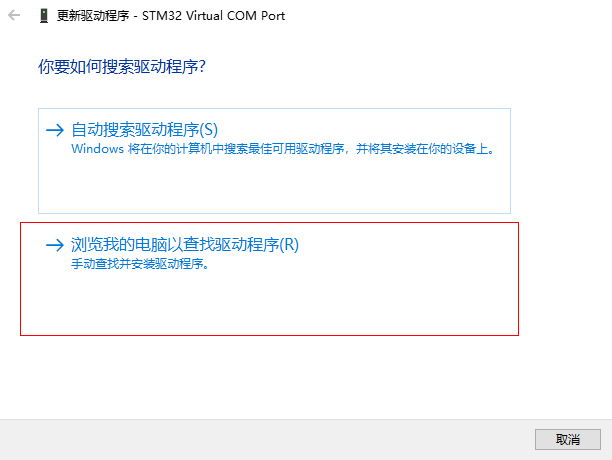 更新驱动程序 - STM32 Virtual COM Port
你要如何搜索驱动程序?
自动搜索驱动程序(S)
Windows 将在你的计算机中搜索最佳可用驱动程序，并将其安装在你的设备上。
浏览我的电脑以查找驱动程序(R)
手动查找并安装驱动程序。
取消